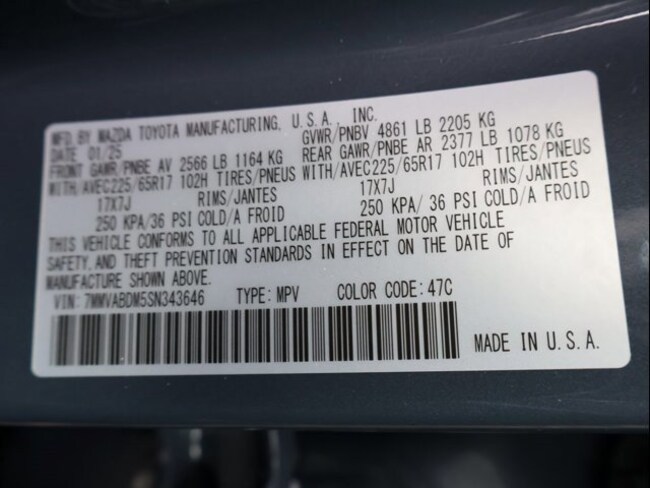 MFD. BY MAZDA TOYOTA MANUFACTURING, U.S.A., INC.
DATE 01/25 GVWR/PNBV 4861 LB 2205 KG
FRONT GAWR/PNBE AV 2566 LB 1164 KG REAR GAWR/PNBE AR 2377 LB 1078 KG
WITH/AVEC225/65R17 102H TIRES/PNEUS WITH/AVEC225/65R17 102H TIRES/PNEUS
17X7J RIMS/JANTES 17X7J RIMS/JANTES
250 KPA/36 PSI COLD/A FROID 250 KPA/ 36 PSI COLD/A FROID
THIS VEHICLE CONFORMS TO ALL APPLICABLE FEDERAL MOTOR VEHICLE
SAFETY, AND THEFT PREVENTION STANDARDS IN EFFECT ON THE DATE OF
MANUFACTURE SHOWN ABOVE.
VIN: 7MMVABDM5SN343646 TYPE: MPV COLOR CODE: 47C
MADE IN U.S.A.